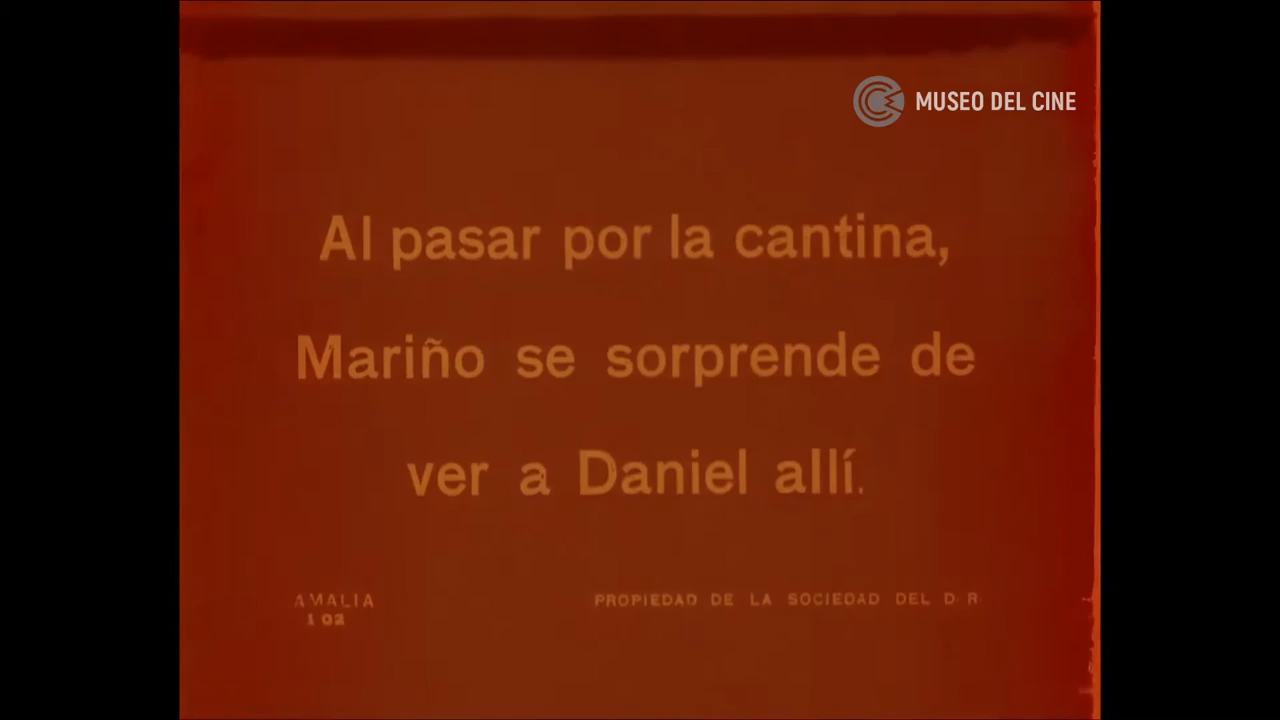 MUSEO DEL CINE
Al pasar por la cantina,
Mariño se sorprende de
ver a Daniel allí.
AMALIA
102
PROPIEDAD DE LA SOCIEDAD DEL D. R